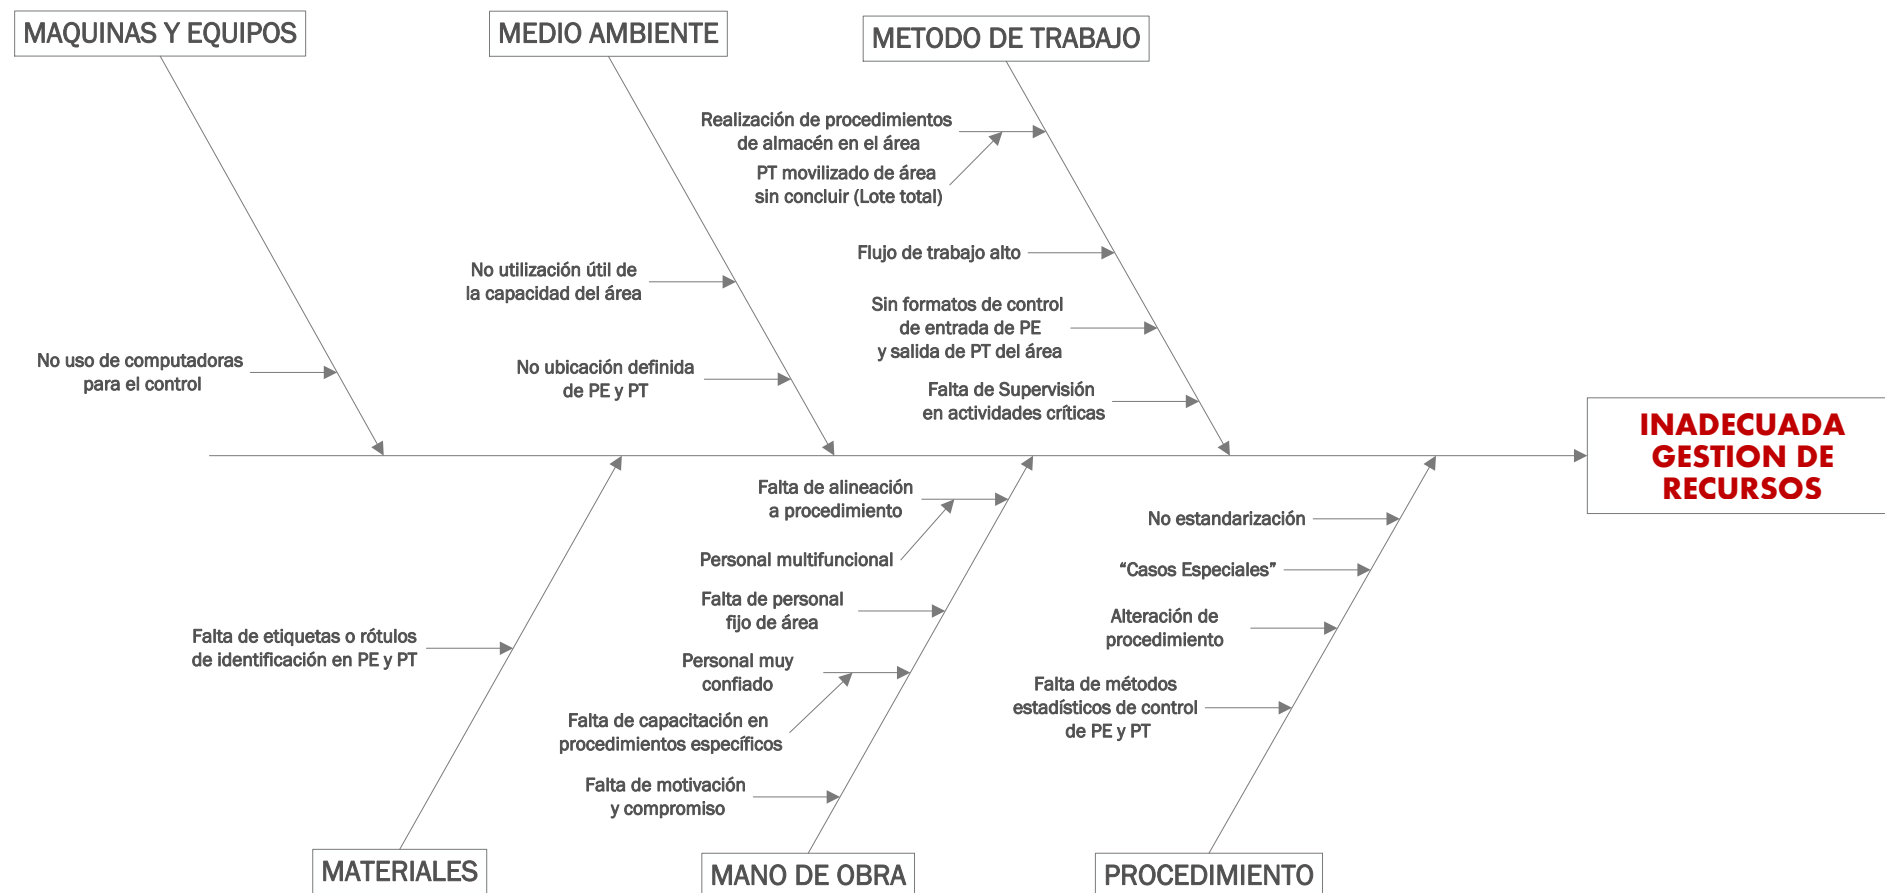 MAQUINAS Y EQUIPOS
MEDIO AMBIENTE
METODO DE TRABAJO
Realización de procedimientos
de almacén en el área
PT movilizado de área
sin concluir (Lote total)
Flujo de trabajo alto
No utilización útil de
la capacidad del área
Sin formatos de control
de entrada de PE
y salida de PT del área
No uso de computadoras
para el control
No ubicación definida
de PE y PT
Falta de Supervisión
en actividades críticas
INADECUADA
GESTION DE
RECURSOS
Falta de alineación
a procedimiento
No estandarización
Personal multifuncional
“Casos Especiales”
Falta de personal
fijo de área
Alteración de
procedimiento
Falta de etiquetas o rótulos
de identificación en PE y PT
Personal muy
confiado
Falta de métodos
estadísticos de control
de PE y PT
Falta de capacitación en
procedimientos específicos
Falta de motivación
y compromiso
MATERIALES
MANO DE OBRA
PROCEDIMIENTO